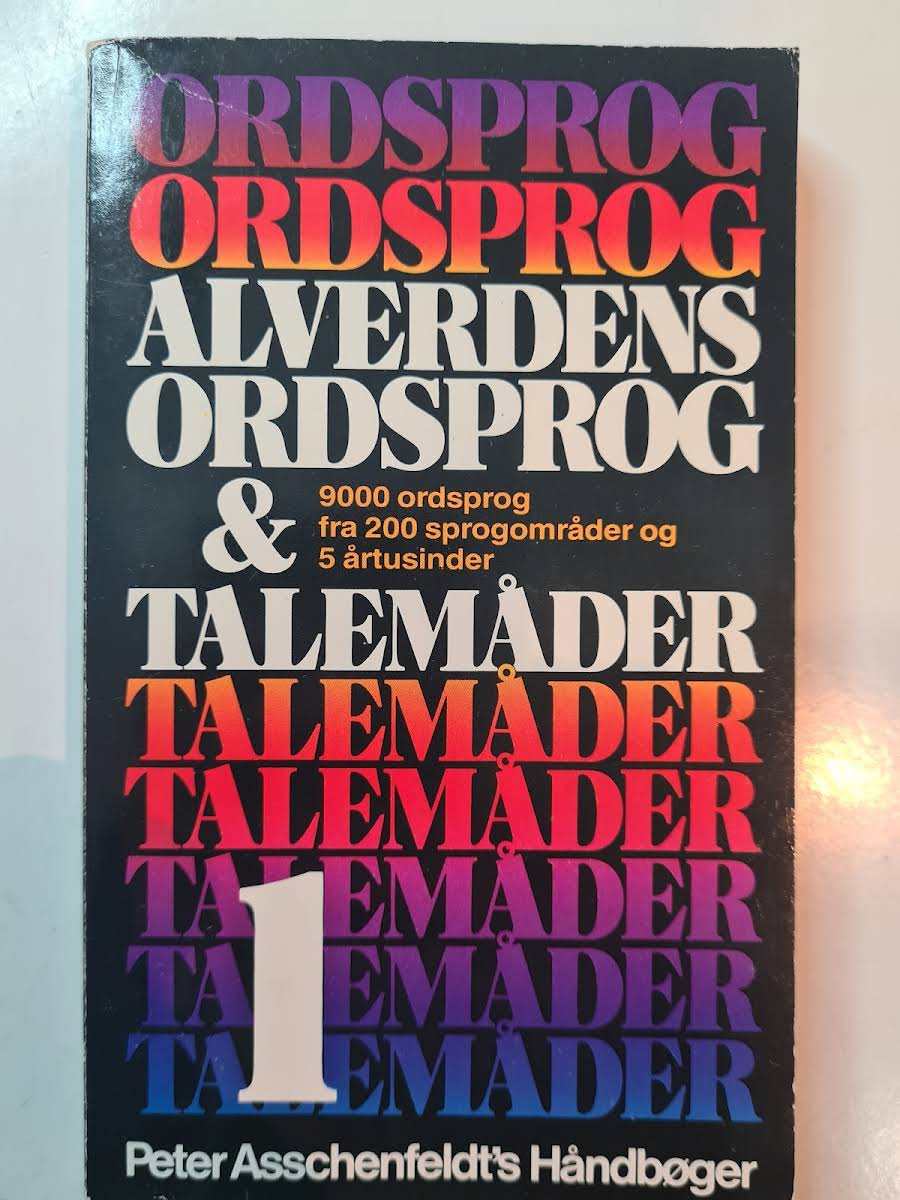 ORDSPROG
ORDSPROG
ALVERDENS
ORDSPROG
&
9000 ordsprog
fra 200 sprogområder og
5 årtusinder
TALEMÅDER
TALEMÅDER
TALEMÅDER
TALEMÅDER
TALEMÅDER
TALEMÅDER
1
Peter Asschenfeldt's Håndbøger